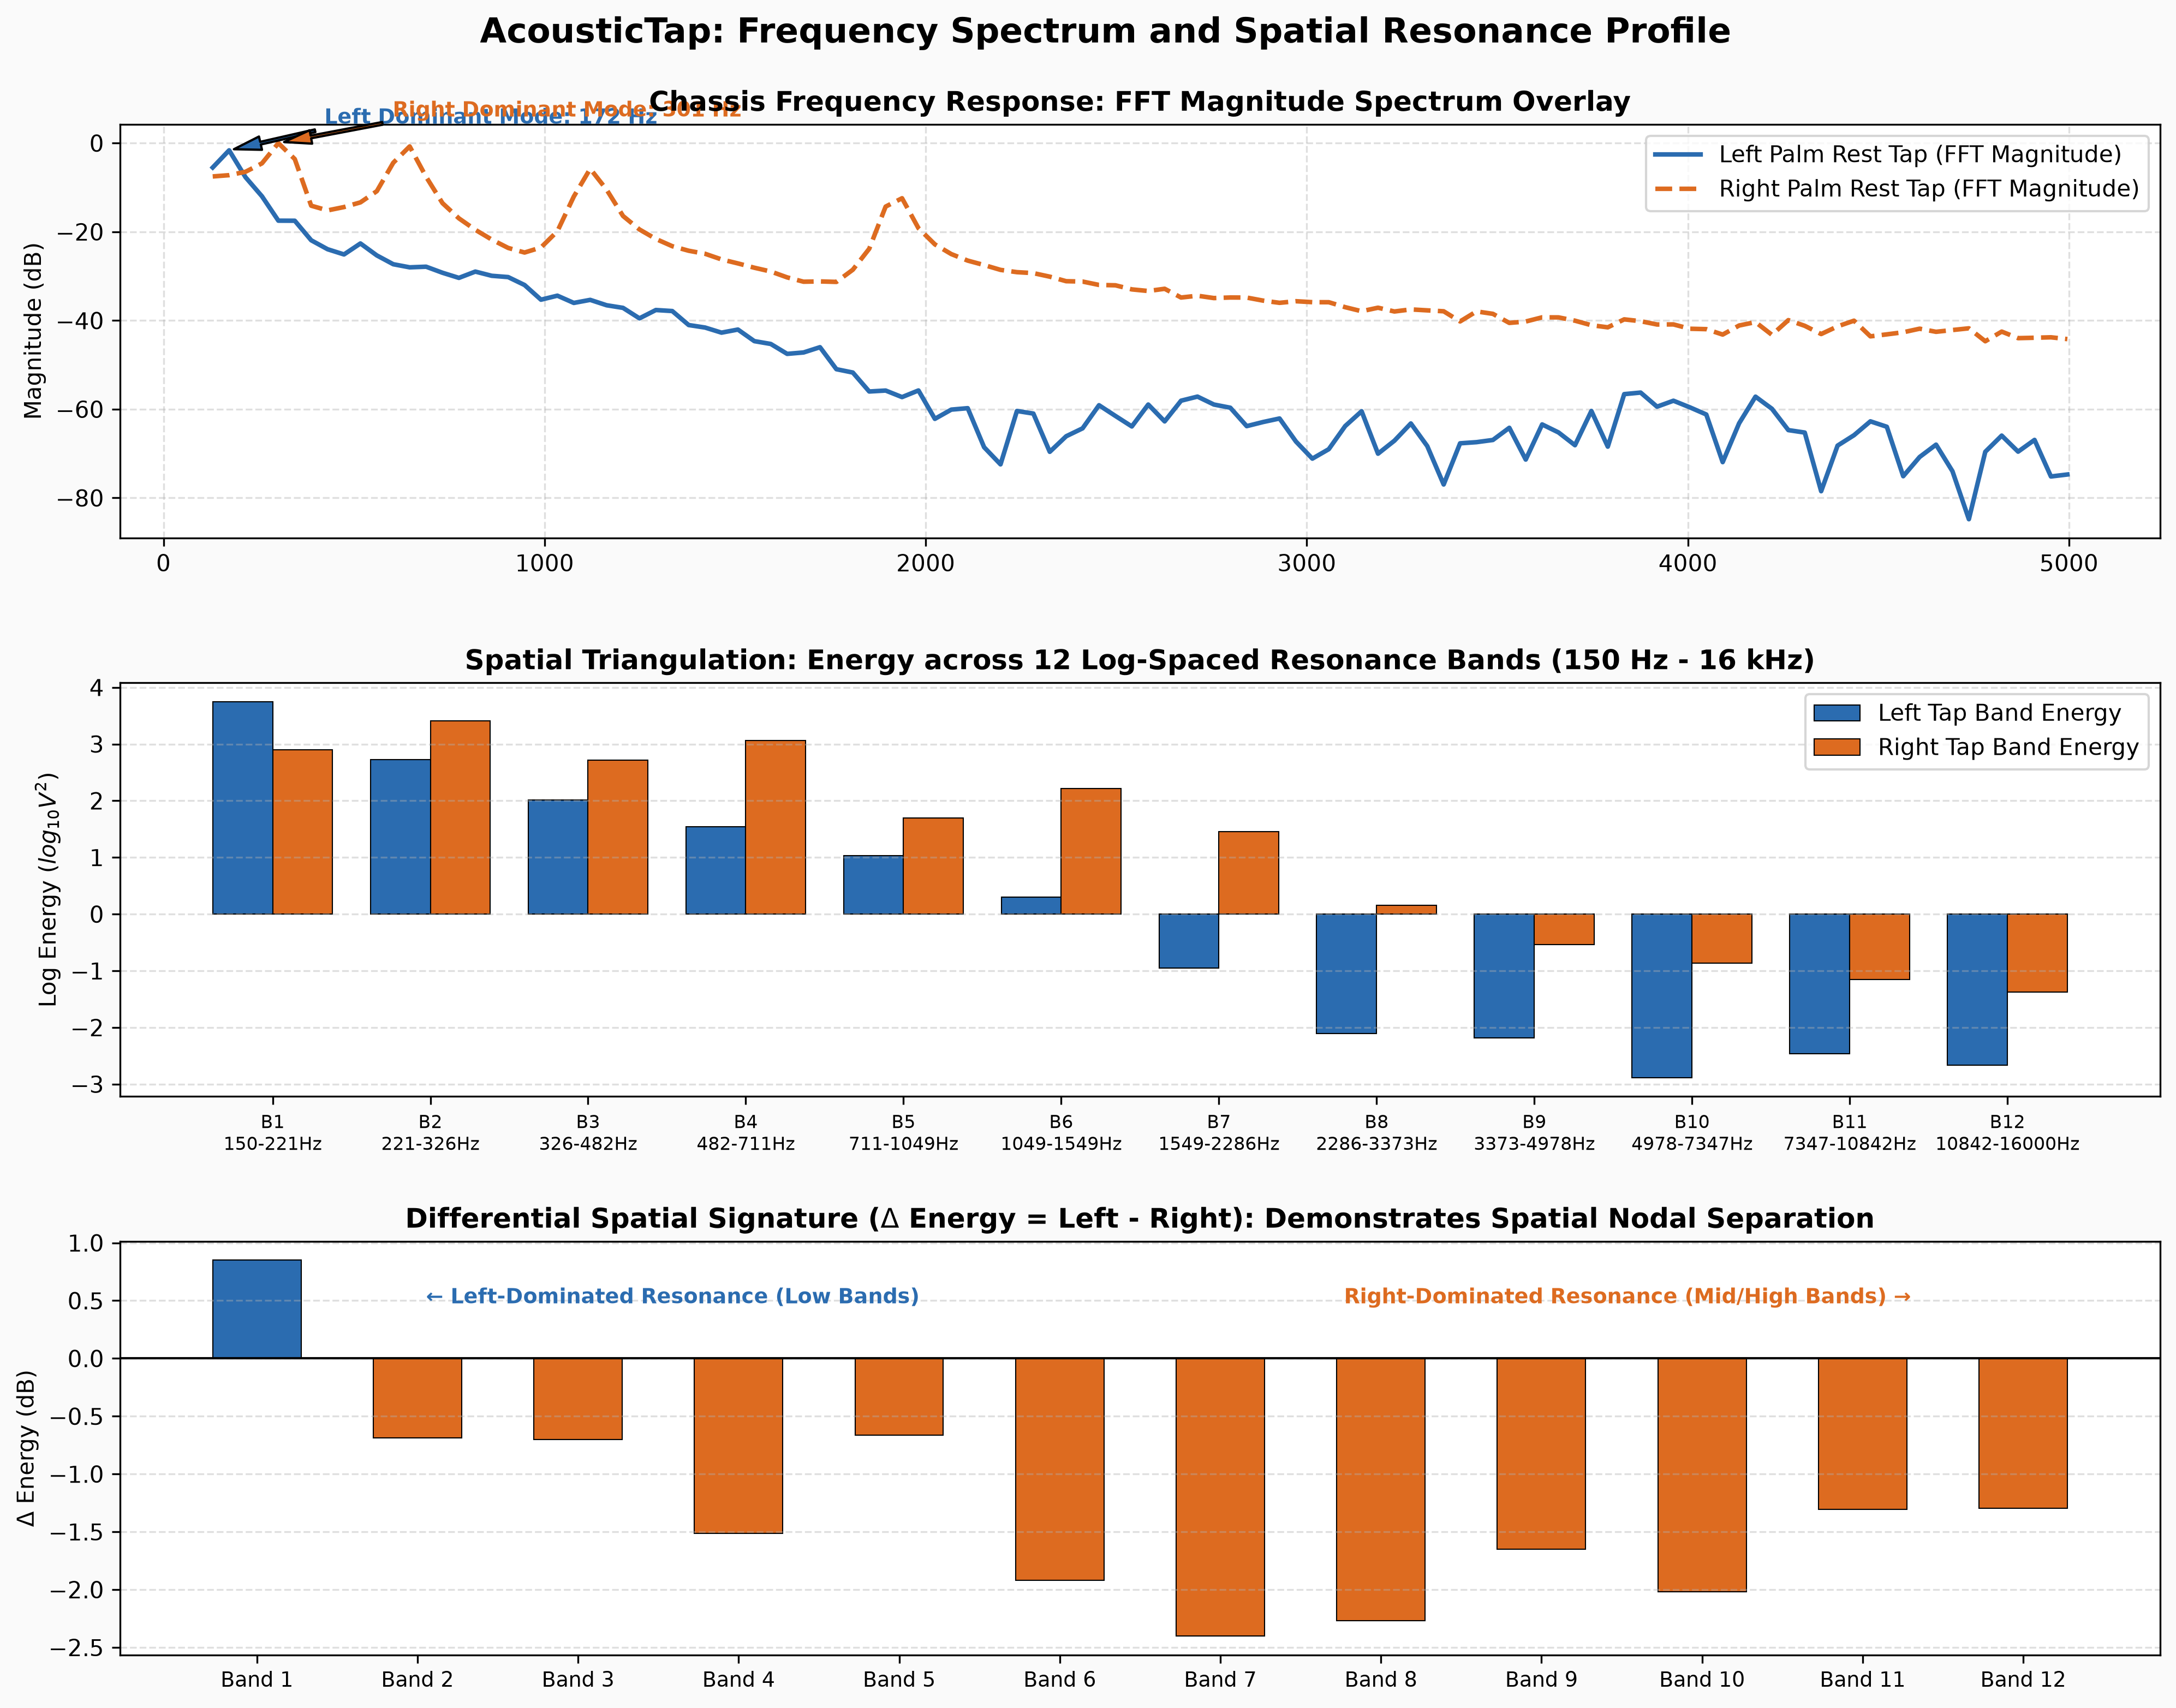 AcousticTap: Frequency Spectrum and Spatial Resonance Profile
Chassis Frequency Response: FFT Magnitude Spectrum Overlay
Right Dominant Mode: 301 Hz
Left Dominant Mode: 172 Hz
Left Palm Rest Tap (FFT Magnitude)
Right Palm Rest Tap (FFT Magnitude)
Magnitude (dB)
0
−20
−40
−60
−80
0 1000 2000 3000 4000 5000
Spatial Triangulation: Energy across 12 Log-Spaced Resonance Bands (150 Hz - 16 kHz)
Left Tap Band Energy
Right Tap Band Energy
Log Energy (log₁₀V²)
4
3
2
1
0
−1
−2
−3
B1 B2 B3 B4 B5 B6 B7 B8 B9 B10 B11 B12
150-221Hz 221-326Hz 326-482Hz 482-711Hz 711-1049Hz 1049-1549Hz 1549-2286Hz 2286-3373Hz 3373-4978Hz 4978-7347Hz 7347-10842Hz 10842-16000Hz
Differential Spatial Signature (Δ Energy = Left - Right): Demonstrates Spatial Nodal Separation
← Left-Dominated Resonance (Low Bands)
Right-Dominated Resonance (Mid/High Bands) →
Δ Energy (dB)
1.0
0.5
0.0
−0.5
−1.0
−1.5
−2.0
−2.5
Band 1 Band 2 Band 3 Band 4 Band 5 Band 6 Band 7 Band 8 Band 9 Band 10 Band 11 Band 12